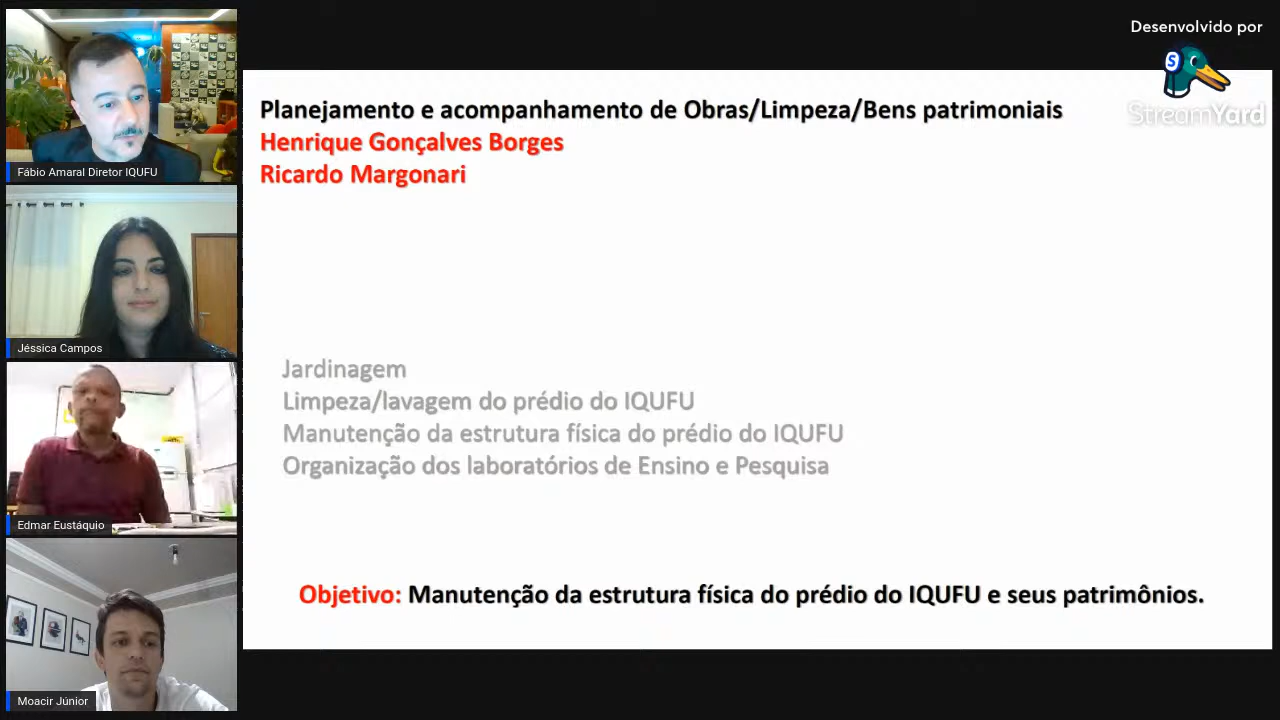 Desenvolvido por
StreamYard
Planejamento e acompanhamento de Obras/Limpeza/Bens patrimoniais
Henrique Gonçalves Borges
Ricardo Margonari
Fábio Amaral Diretor IQUFU
Jéssica Campos
Jardinagem
Limpeza/lavagem do prédio do IQUFU
Manutenção da estrutura física do prédio do IQUFU
Organização dos laboratórios de Ensino e Pesquisa
Edmar Eustáquio
Objetivo: Manutenção da estrutura física do prédio do IQUFU e seus patrimônios.
Moacir Júnior